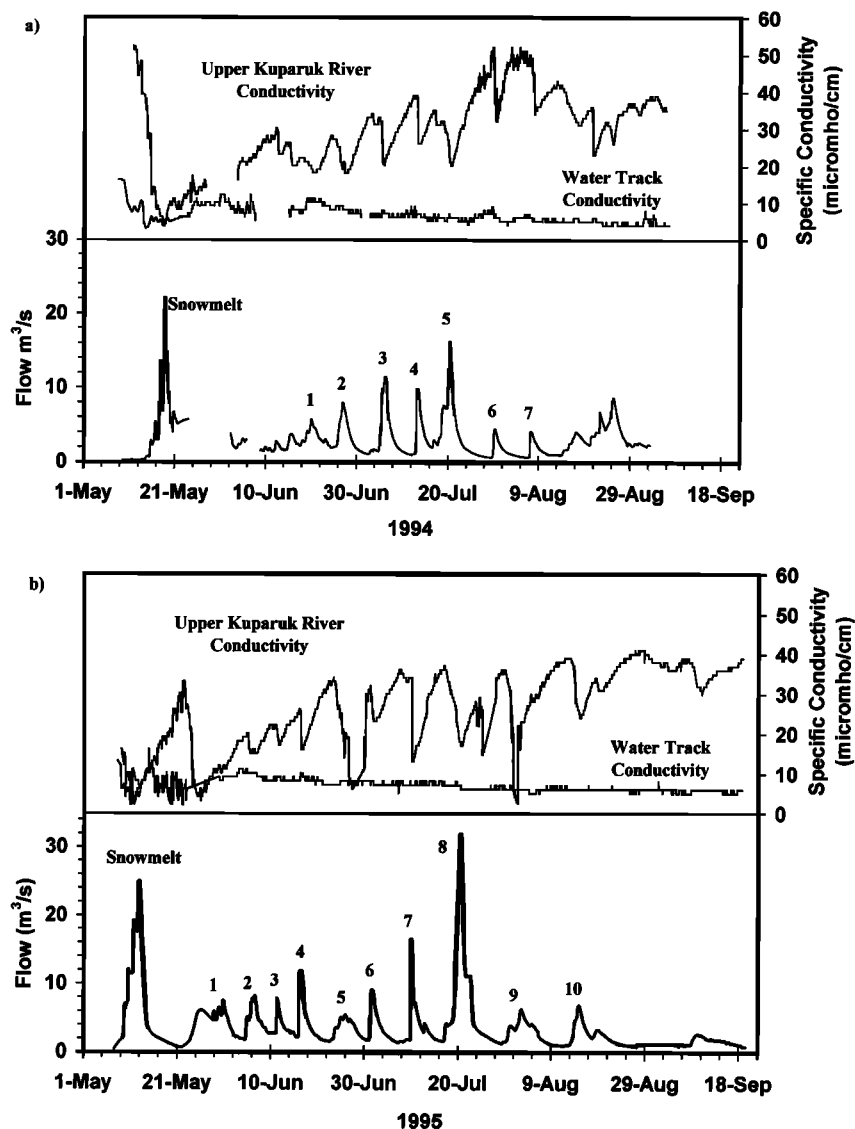 a)
60
50
40
30
20
10
0
Specific Conductivity
(micromho/cm)
Upper Kuparuk River
Conductivity
Water Track
Conductivity
30
20
10
0
Flow m³/s
Snowmelt
1
2
3
4
5
6
7
1-May
21-May
10-Jun
30-Jun
20-Jul
9-Aug
29-Aug
18-Sep
1994
b)
60
50
40
30
20
10
0
Specific Conductivity
(micromho/cm)
Upper Kuparuk River
Conductivity
Water Track
Conductivity
30
20
10
0
Flow (m³/s)
Snowmelt
1
2
3
4
5
6
7
8
9
10
1-May
21-May
10-Jun
30-Jun
20-Jul
9-Aug
29-Aug
18-Sep
1995